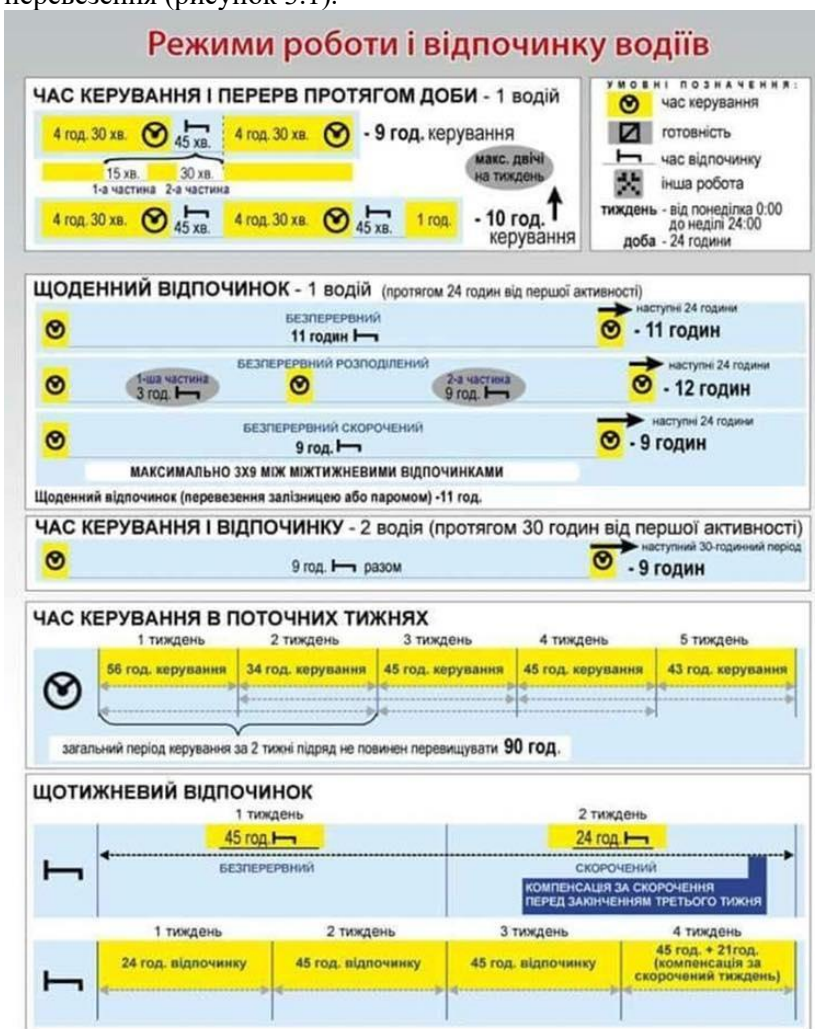 перевезення (рисунок 3.1).
Режими роботи і відпочинку водіїв
ЧАС КЕРУВАННЯ І ПЕРЕРВ ПРОТЯГОМ ДОБИ - 1 водій
4 год. 30 хв. 45 хв. 4 год. 30 хв. - 9 год. керування
15 хв. 30 хв.
1-а частина 2-а частина
макс. двічі
на тиждень
4 год. 30 хв. 45 хв. 4 год. 30 хв. 45 хв. 1 год. - 10 год.
керування
УМОВНІ ПОЗНАЧЕННЯ:
час керування
готовність
час відпочинку
інша робота
тиждень - від понеділка 0:00
до неділі 24:00
доба - 24 години
ЩОДЕННИЙ ВІДПОЧИНОК - 1 водій (протягом 24 годин від першої активності)
БЕЗПЕРЕРВНИЙ
11 годин
наступні 24 години
- 11 годин
БЕЗПЕРЕРВНИЙ РОЗПОДІЛЕНИЙ
1-ша частина
3 год.
2-а частина
9 год.
наступні 24 години
- 12 годин
БЕЗПЕРЕРВНИЙ СКОРОЧЕНИЙ
9 год.
наступні 24 години
- 9 годин
МАКСИМАЛЬНО 3Х9 МІЖ МІЖТИЖНЕВИМИ ВІДПОЧИНКАМИ
Щоденний відпочинок (перевезення залізницею або паромом) -11 год.
ЧАС КЕРУВАННЯ І ВІДПОЧИНКУ - 2 водія (протягом 30 годин від першої активності)
9 год. разом
наступний 30-годинний період
- 9 годин
ЧАС КЕРУВАННЯ В ПОТОЧНИХ ТИЖНЯХ
1 тиждень 2 тиждень 3 тиждень 4 тиждень 5 тиждень
56 год. керування 34 год. керування 45 год. керування 45 год. керування 43 год. керування
загальний період керування за 2 тижні підряд не повинен перевищувати 90 год.
ЩОТИЖНЕВИЙ ВІДПОЧИНОК
1 тиждень 2 тиждень
45 год. 24 год.
БЕЗПЕРЕРВНИЙ СКОРОЧЕНИЙ
КОМПЕНСАЦІЯ ЗА СКОРОЧЕННЯ
ПЕРЕД ЗАКІНЧЕННЯМ ТРЕТЬОГО ТИЖНЯ
1 тиждень 2 тиждень 3 тиждень 4 тиждень
24 год. відпочинку 45 год. відпочинку 45 год. відпочинку 45 год. + 21год.
(компенсація за
скорочений тиждень)